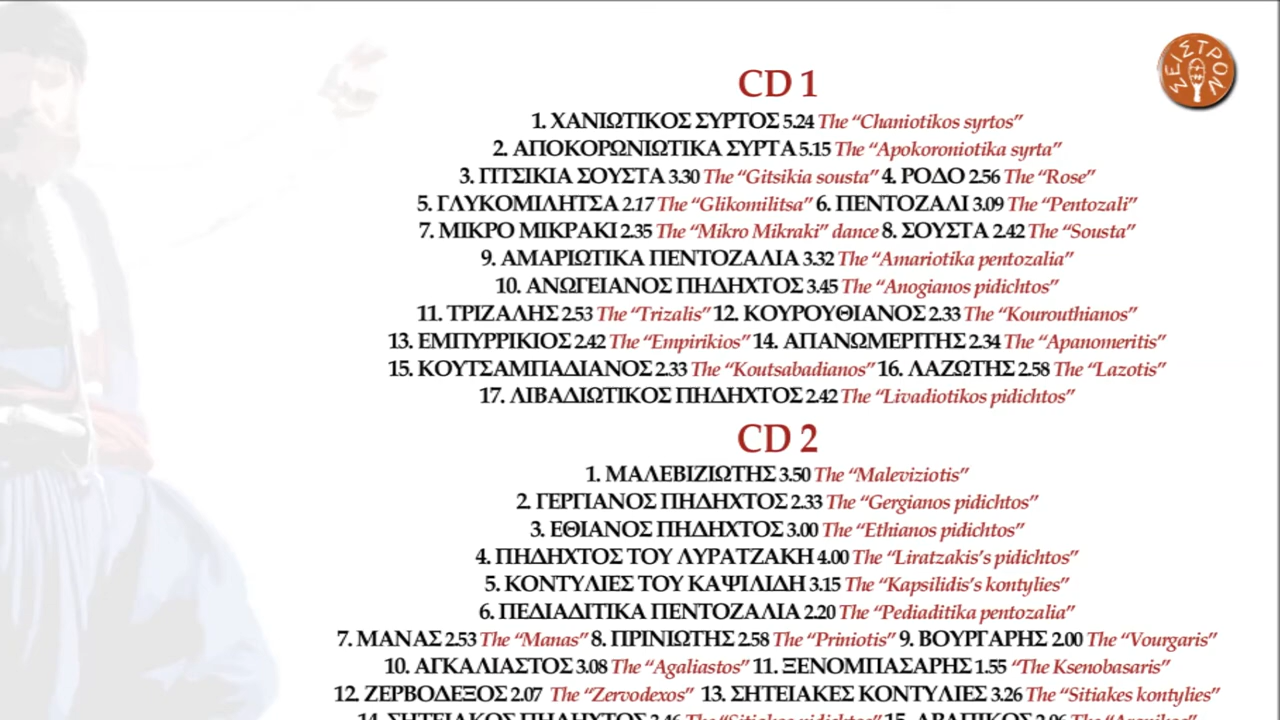 ΣΕΙΣΤΡΟΝ
CD 1
1. ΧΑΝΙΩΤΙΚΟΣ ΣΥΡΤΟΣ 5.24 The “Chaniotikos syrtos”
2. ΑΠΟΚΟΡΩΝΙΩΤΙΚΑ ΣΥΡΤΑ 5.15 The “Apokoroniotika syrta”
3. ΓΙΤΣΙΚΙΑ ΣΟΥΣΤΑ 3.30 The “Gitsikia sousta” 4. ΡΟΔΟ 2.56 The “Rose”
5. ΓΛΥΚΟΜΙΛΗΤΣΑ 2.17 The “Glikomilitsa” 6. ΠΕΝΤΟΖΑΛΙ 3.09 The “Pentozali”
7. ΜΙΚΡΟ ΜΙΚΡΑΚΙ 2.35 The “Mikro Mikraki” dance 8. ΣΟΥΣΤΑ 2.42 The “Sousta”
9. ΑΜΑΡΙΩΤΙΚΑ ΠΕΝΤΟΖΑΛΙΑ 3.32 The “Amariotika pentozalia”
10. ΑΝΩΓΕΙΑΝΟΣ ΠΗΔΗΧΤΟΣ 3.45 The “Anogianos pidichtos”
11. ΤΡΙΖΑΛΗΣ 2.53 The “Trizalis” 12. ΚΟΥΡΟΥΘΙΑΝΟΣ 2.33 The “Kourouthianos”
13. ΕΜΠΥΡΡΙΚΙΟΣ 2.42 The “Empirikios” 14. ΑΠΑΝΩΜΕΡΙΤΗΣ 2.34 The “Apanomeritis”
15. ΚΟΥΤΣΑΜΠΑΔΙΑΝΟΣ 2.33 The “Koutsabadianos” 16. ΛΑΖΩΤΗΣ 2.58 The “Lazotis”
17. ΛΙΒΑΔΙΩΤΙΚΟΣ ΠΗΔΗΧΤΟΣ 2.42 The “Livadiotikos pidichtos”
CD 2
1. ΜΑΛΕΒΙΖΙΩΤΗΣ 3.50 The “Maleviziotis”
2. ΓΕΡΓΙΑΝΟΣ ΠΗΔΗΧΤΟΣ 2.33 The “Gergianos pidichtos”
3. ΕΘΙΑΝΟΣ ΠΗΔΗΧΤΟΣ 3.00 The “Ethianos pidichtos”
4. ΠΗΔΗΧΤΟΣ ΤΟΥ ΛΥΡΑΤΖΑΚΗ 4.00 The “Liratzakis’s pidichtos”
5. ΚΟΝΤΥΛΙΕΣ ΤΟΥ ΚΑΨΙΛΙΔΗ 3.15 The “Kapsilidis’s kontylies”
6. ΠΕΔΙΑΔΙΤΙΚΑ ΠΕΝΤΟΖΑΛΙΑ 2.20 The “Pediaditika pentozalia”
7. ΜΑΝΑΣ 2.53 The “Manas” 8. ΠΡΙΝΙΩΤΗΣ 2.58 The “Priniotis” 9. ΒΟΥΡΓΑΡΗΣ 2.00 The “Vourgaris”
10. ΑΓΚΑΛΙΑΣΤΟΣ 3.08 The “Agaliastos” 11. ΞΕΝΟΜΠΑΣΑΡΗΣ 1.55 “The Ksenobasaris”
12. ΖΕΡΒΟΔΕΞΟΣ 2.07 The “Zervodexos” 13. ΣΗΤΕΙΑΚΕΣ ΚΟΝΤΥΛΙΕΣ 3.26 The “Sitiakes kontylies”
14. ΣΗΤΕΙΑΚΟΣ ΠΗΔΗΧΤΟΣ 3.46 The “Sitiakos pidichtos” 15.